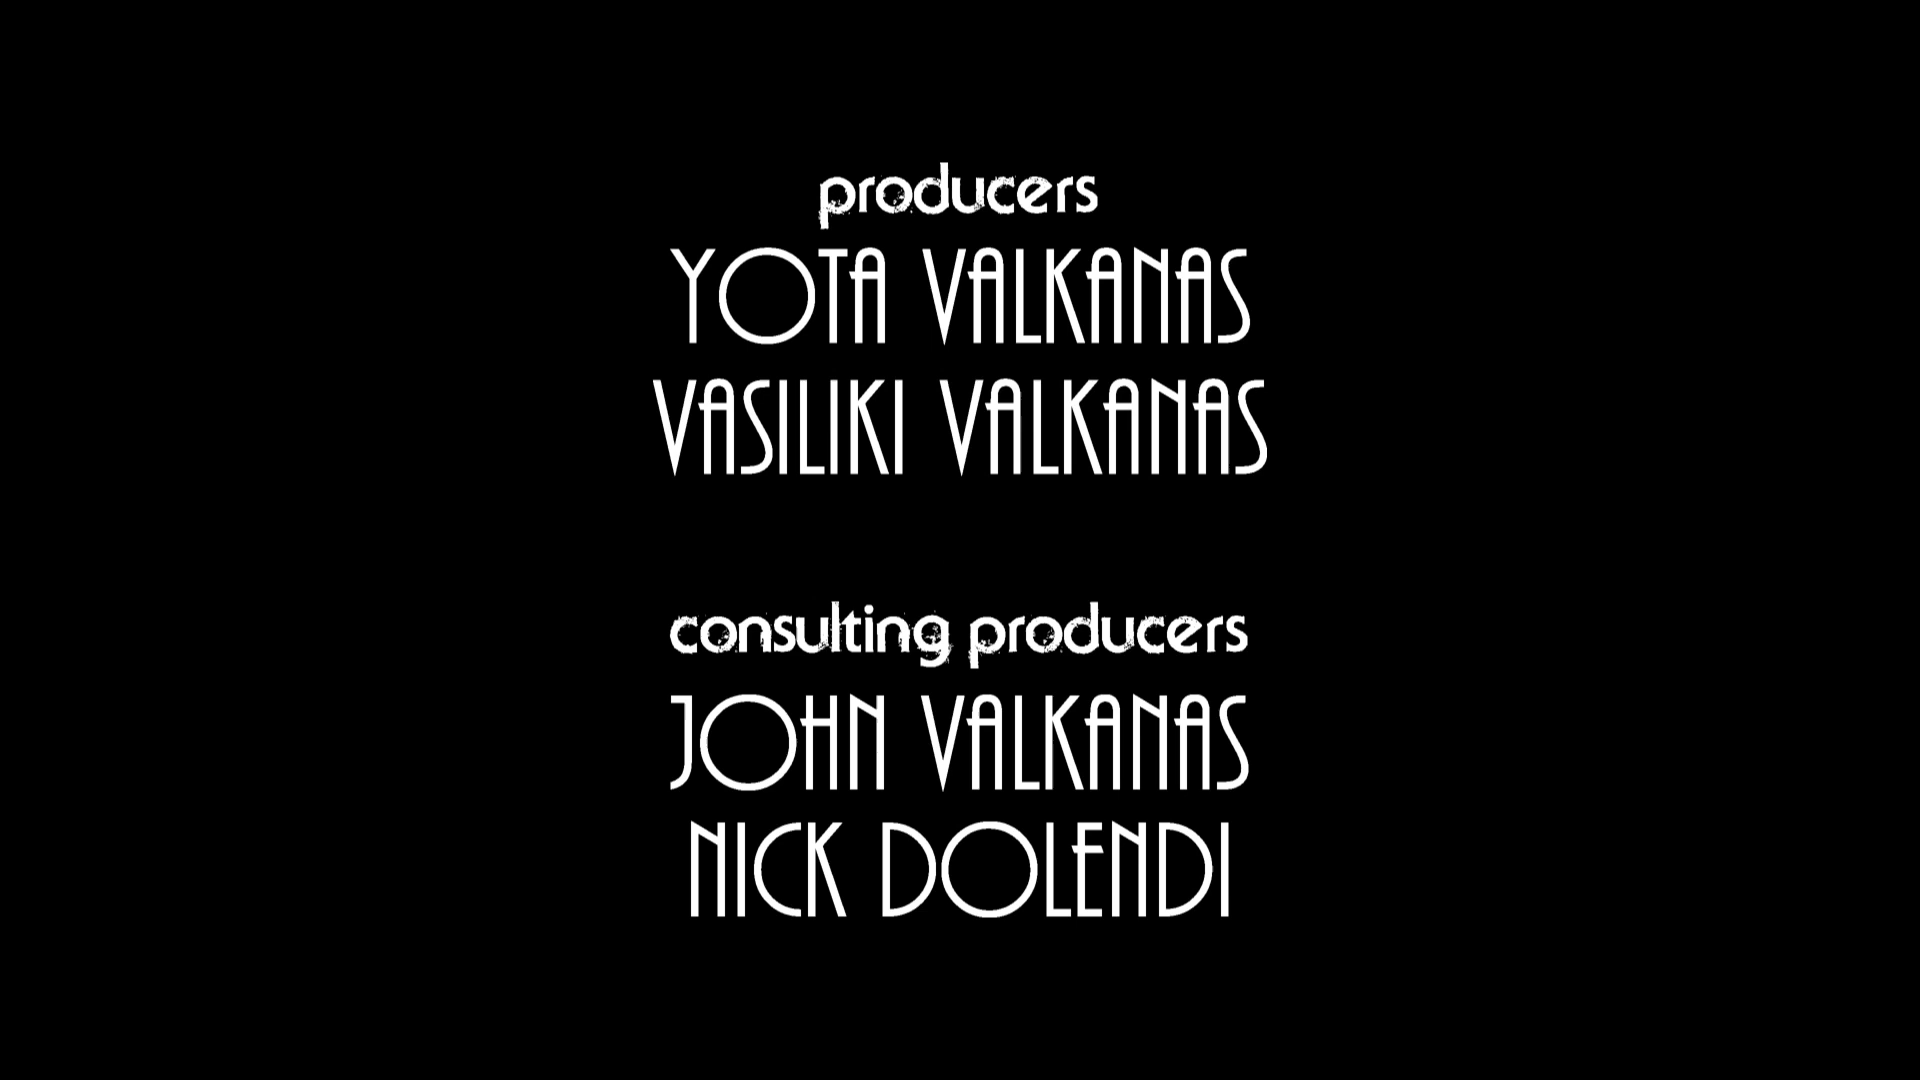 producers
YOTA VALKANAS
VASILIKI VALKANAS
consulting producers
JOHN VALKANAS
NICK DOLENDI